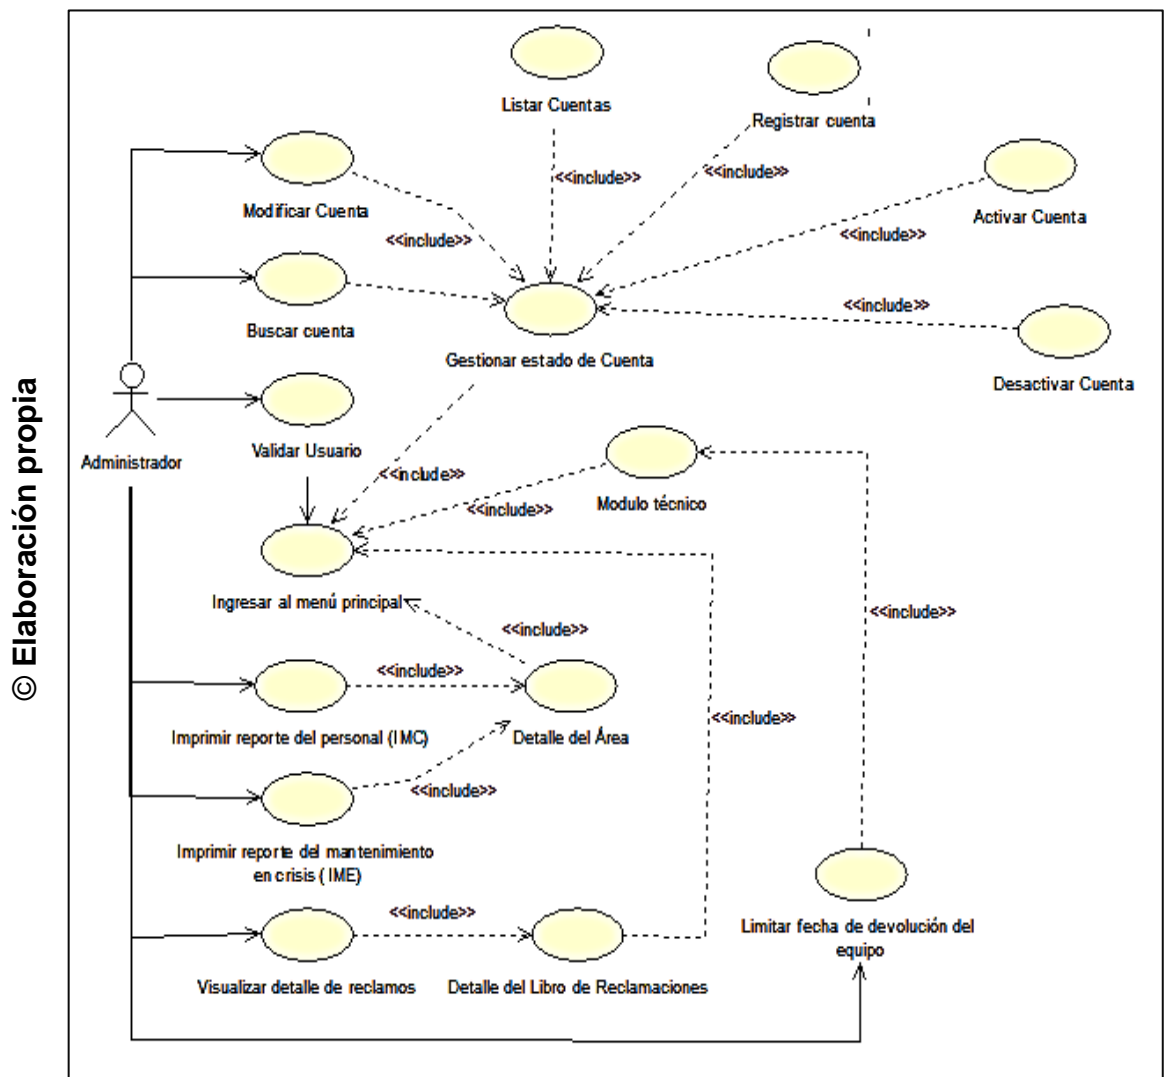 © Elaboración propia
Listar Cuentas
Registrar cuenta
<<include>>
<<include>>
Modificar Cuenta
Activar Cuenta
<<include>>
<<include>>
<<include>>
Buscar cuenta
Gestionar estado de Cuenta
Desactivar Cuenta
Administrador
Validar Usuario
<<include>>
Modulo técnico
<<include>>
Ingresar al menú principal
<<include>>
<<include>>
<<include>>
<<include>>
Imprimir reporte del personal (IMC)
Detalle del Área
<<include>>
Imprimir reporte del mantenimiento
en crisis ( IME)
<<include>>
Limitar fecha de devolución del
equipo
Visualizar detalle de reclamos
Detalle del Libro de Reclamaciones